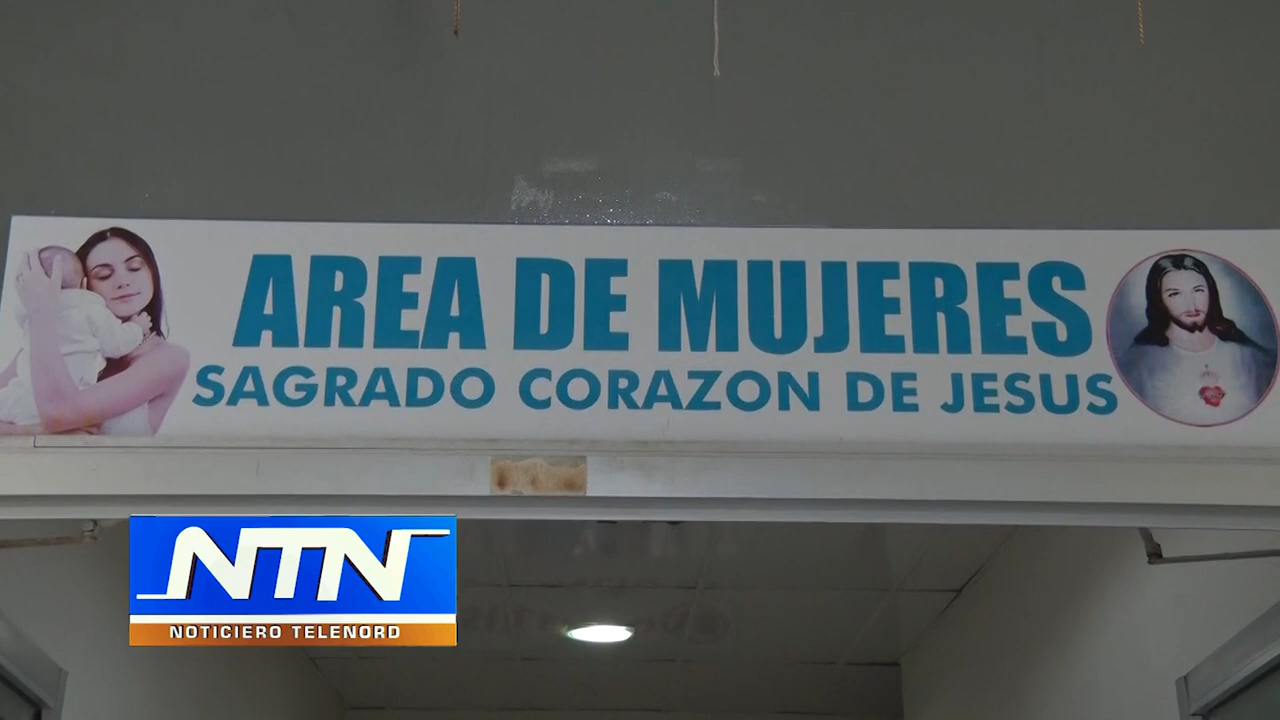 AREA DE MUJERES
SAGRADO CORAZON DE JESUS
NTN
NOTICIERO TELENORD